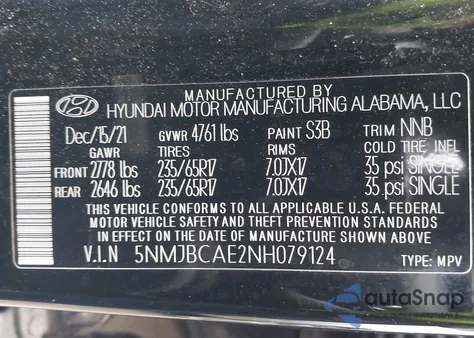 MANUFACTURED BY
HYUNDAI MOTOR MANUFACTURING ALABAMA, LLC
Dec/15/21 GVWR 4761 lbs PAINT S3B TRIM NNB
GAWR TIRES RIMS COLD TIRE INFL
FRONT 2778 lbs 235/65R17 7.0JX17 35 psi SINGLE
REAR 2646 lbs 235/65R17 7.0JX17 35 psi SINGLE
THIS VEHICLE CONFORMS TO ALL APPLICABLE U.S.A. FEDERAL
MOTOR VEHICLE SAFETY AND THEFT PREVENTION STANDARDS
IN EFFECT ON THE DATE OF MANUFACTURE SHOWN ABOVE.
V.I.N 5NMJBCAE2NH079124 TYPE: MPV
autoSnap